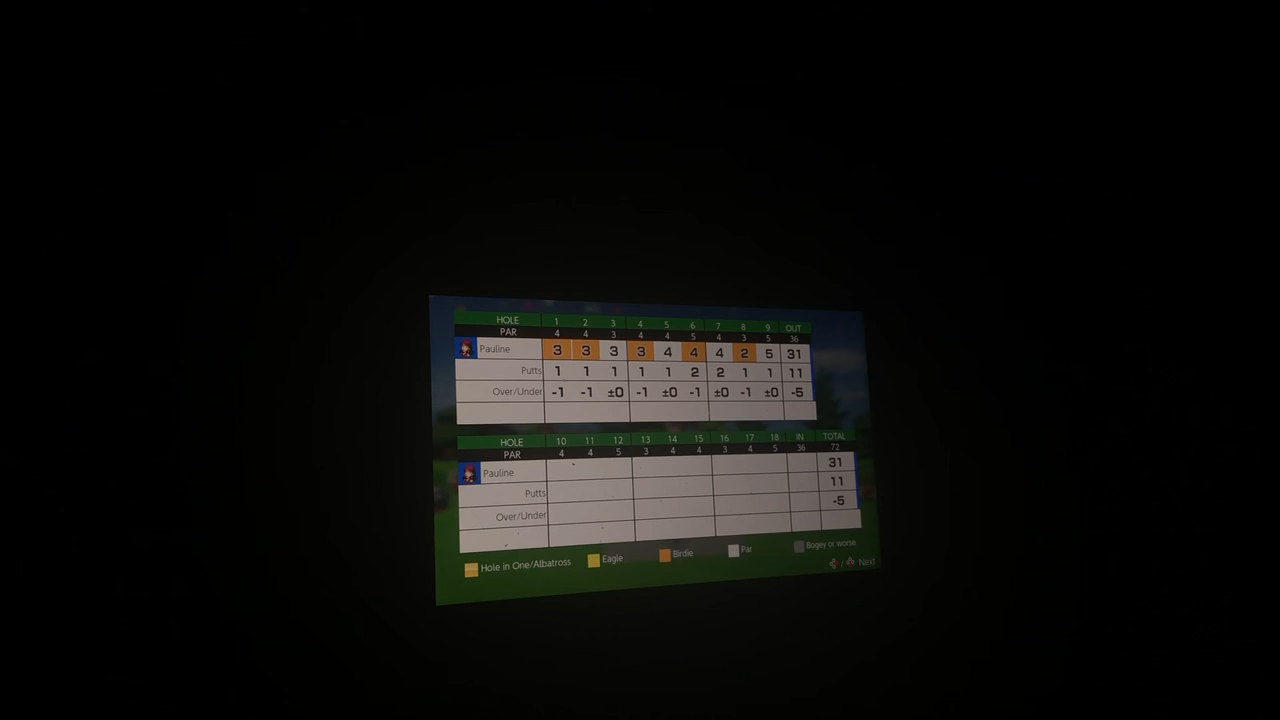 HOLE 1 2 3 4 5 6 7 8 9 OUT
PAR 4 4 3 4 4 5 4 3 5 36
Pauline 3 3 3 3 4 4 4 2 5 31
Putts 1 1 1 1 1 2 2 1 1 11
Over/Under -1 -1 ±0 -1 ±0 -1 ±0 -1 ±0 -5
HOLE 10 11 12 13 14 15 16 17 18 IN TOTAL
PAR 4 4 5 3 4 4 3 4 5 36 72
Pauline 31
Putts 11
Over/Under -5
Hole in One/Albatross Eagle Birdie Par Bogey or worse
/ Next